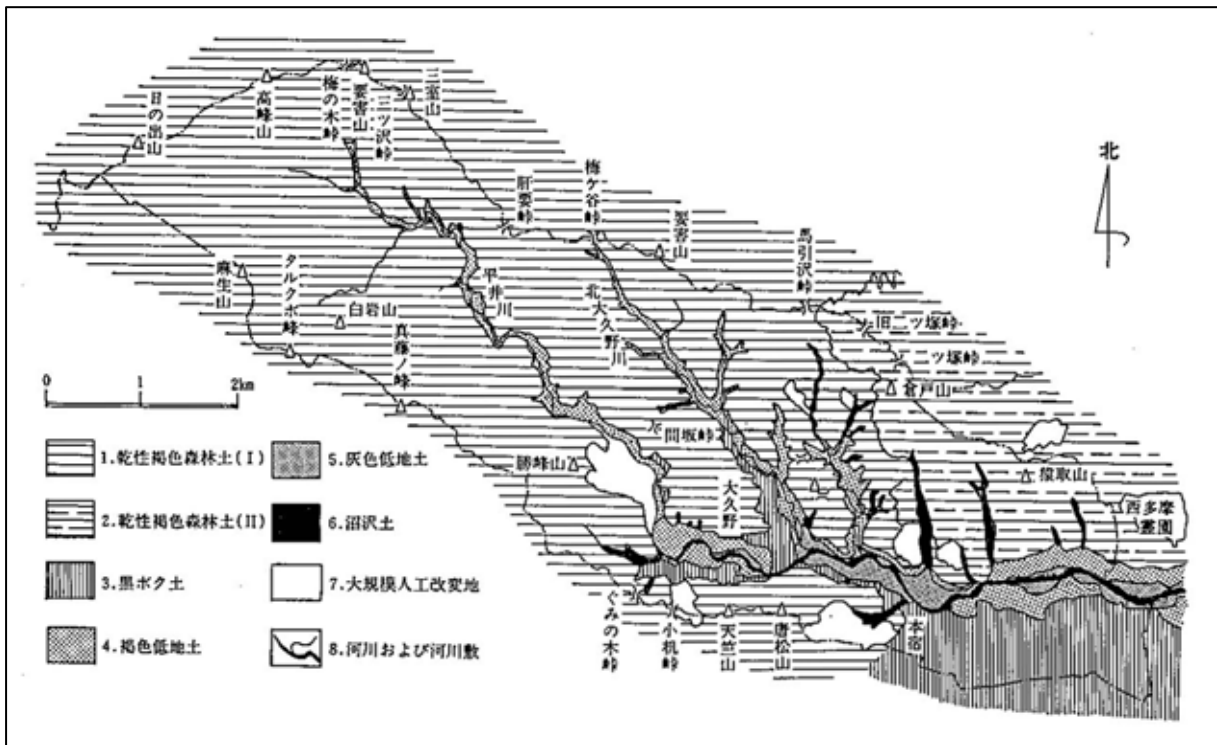 日の出山
高峰山
梅の木峠
要害山
三ツ沢峠
三室山
北
梅ケ谷峠
肝要峠
要害山
馬引沢峠
麻生山
タルクボ峰
白岩山
真藤ノ峰
平井川
北大久野川
旧二ツ塚峠
二ツ塚峠
倉戸山
0
1
2km
間坂峠
勝峰山
大久野
猿取山
西多摩
霊園
ぐみの木峠
小机峠
天竺山
唐松山
本宿
1.乾性褐色森林土(I)
2.乾性褐色森林土(II)
3.黒ボク土
4.褐色低地土
5.灰色低地土
6.沼沢土
7.大規模人工改変地
8.河川および河川敷